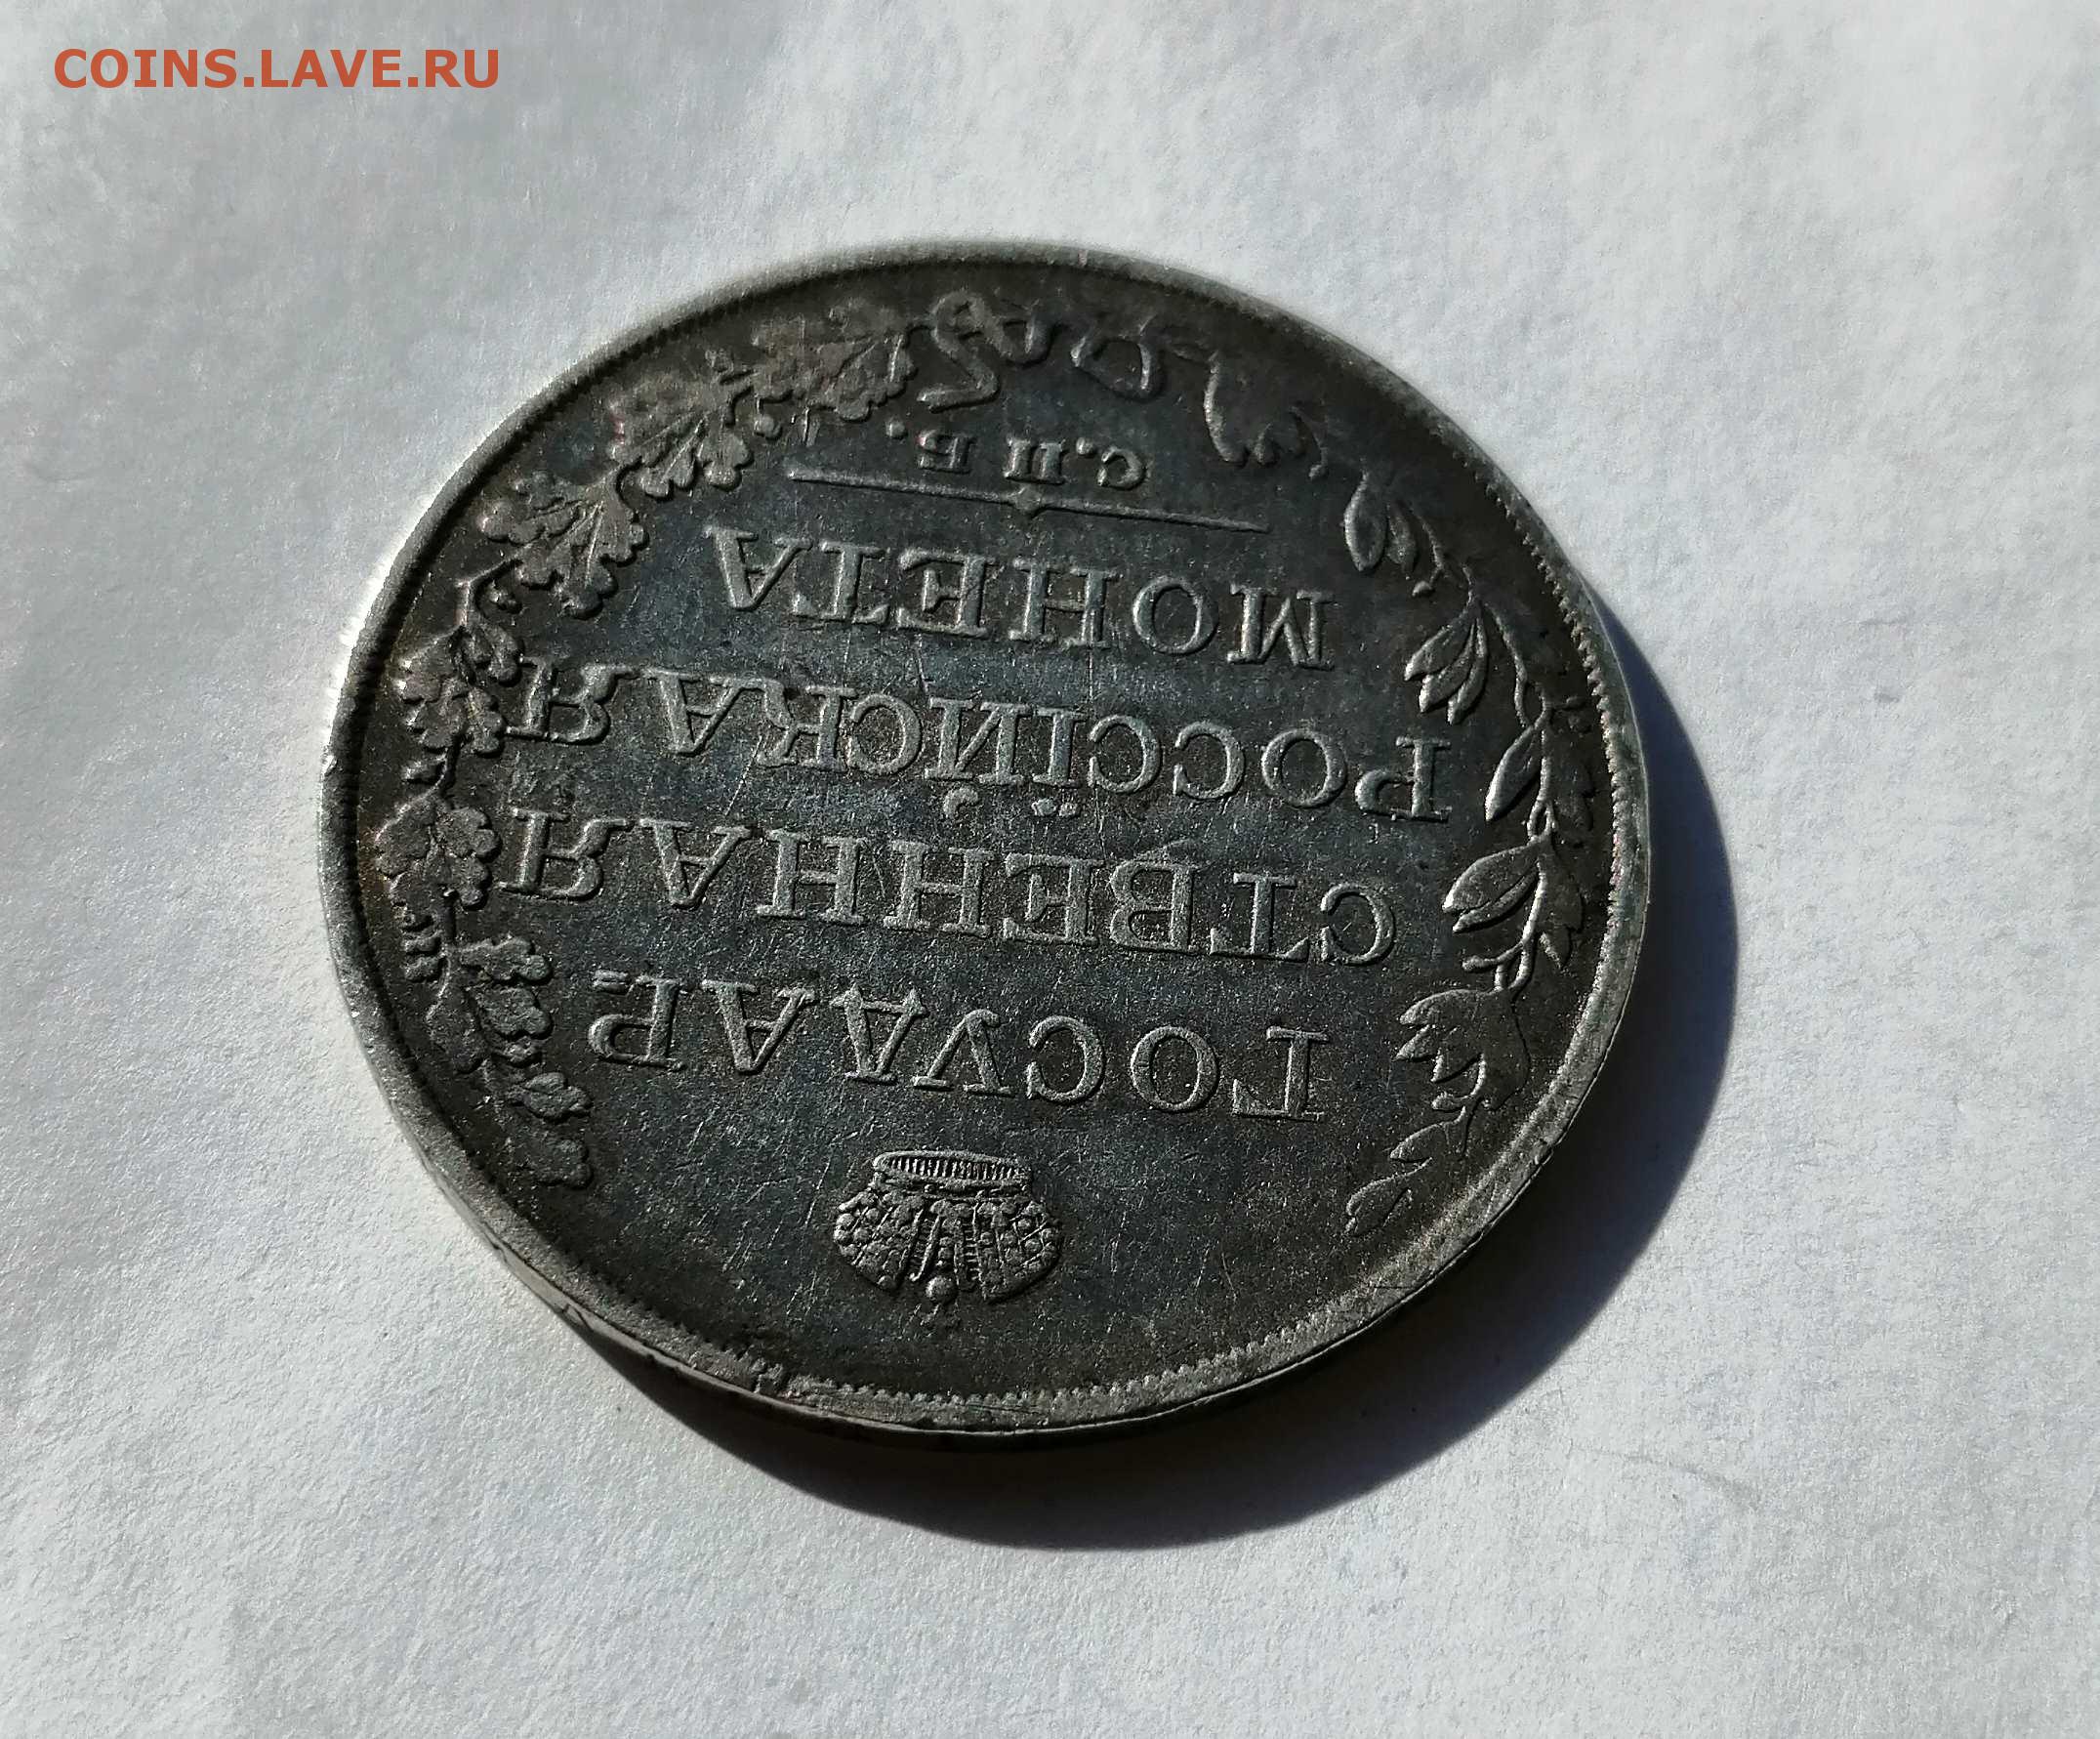 COINS.LAVE.RU
ГОСУДАР.
СТВЕННАЯ
РОССІЙСКАЯ
МОНЕТА
С.П Б.